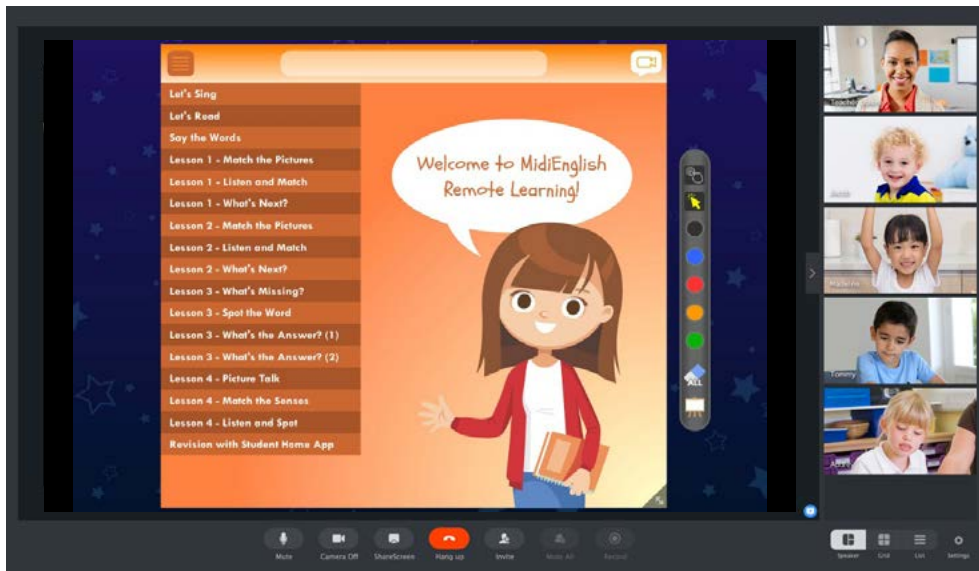 Let's Sing
Let's Read
Say the Words
Lesson 1 - Match the Pictures
Lesson 1 - Listen and Match
Lesson 1 - What's Next?
Lesson 2 - Match the Pictures
Lesson 2 - Listen and Match
Lesson 2 - What's Next?
Lesson 3 - What's Missing?
Lesson 3 - Spot the Word
Lesson 3 - What's the Answer? (1)
Lesson 3 - What's the Answer? (2)
Lesson 4 - Picture Talk
Lesson 4 - Match the Senses
Lesson 4 - Listen and Spot
Revision with Student Home App
Welcome to MidiEnglish
Remote Learning!
ALL
Teacher
Tommy
Mute
Camera Off
ShareScreen
Hang up
Invite
Mute All
Record
Speaker
Grid
List
Settings